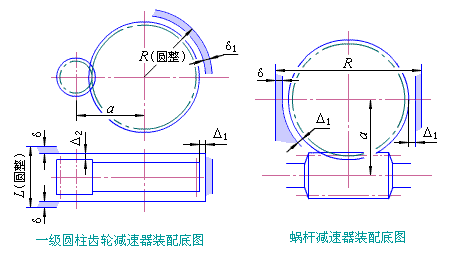 R(圆整)
δ₁
a
δ
Δ₂
Δ₁
L(圆整)
δ
一级圆柱齿轮减速器装配底图
δ
R
Δ₁
a
Δ₁
蜗杆减速器装配底图